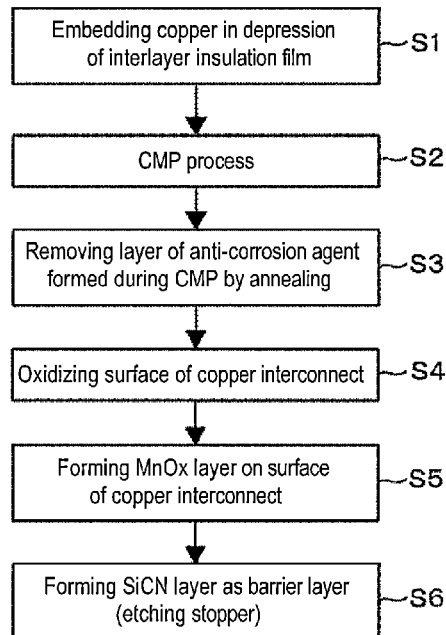 Embedding copper in depression
of interlayer insulation film
S1
CMP process
S2
Removing layer of anti-corrosion agent
formed during CMP by annealing
S3
Oxidizing surface of copper interconnect
S4
Forming MnOx layer on surface
of copper interconnect
S5
Forming SiCN layer as barrier layer
(etching stopper)
S6